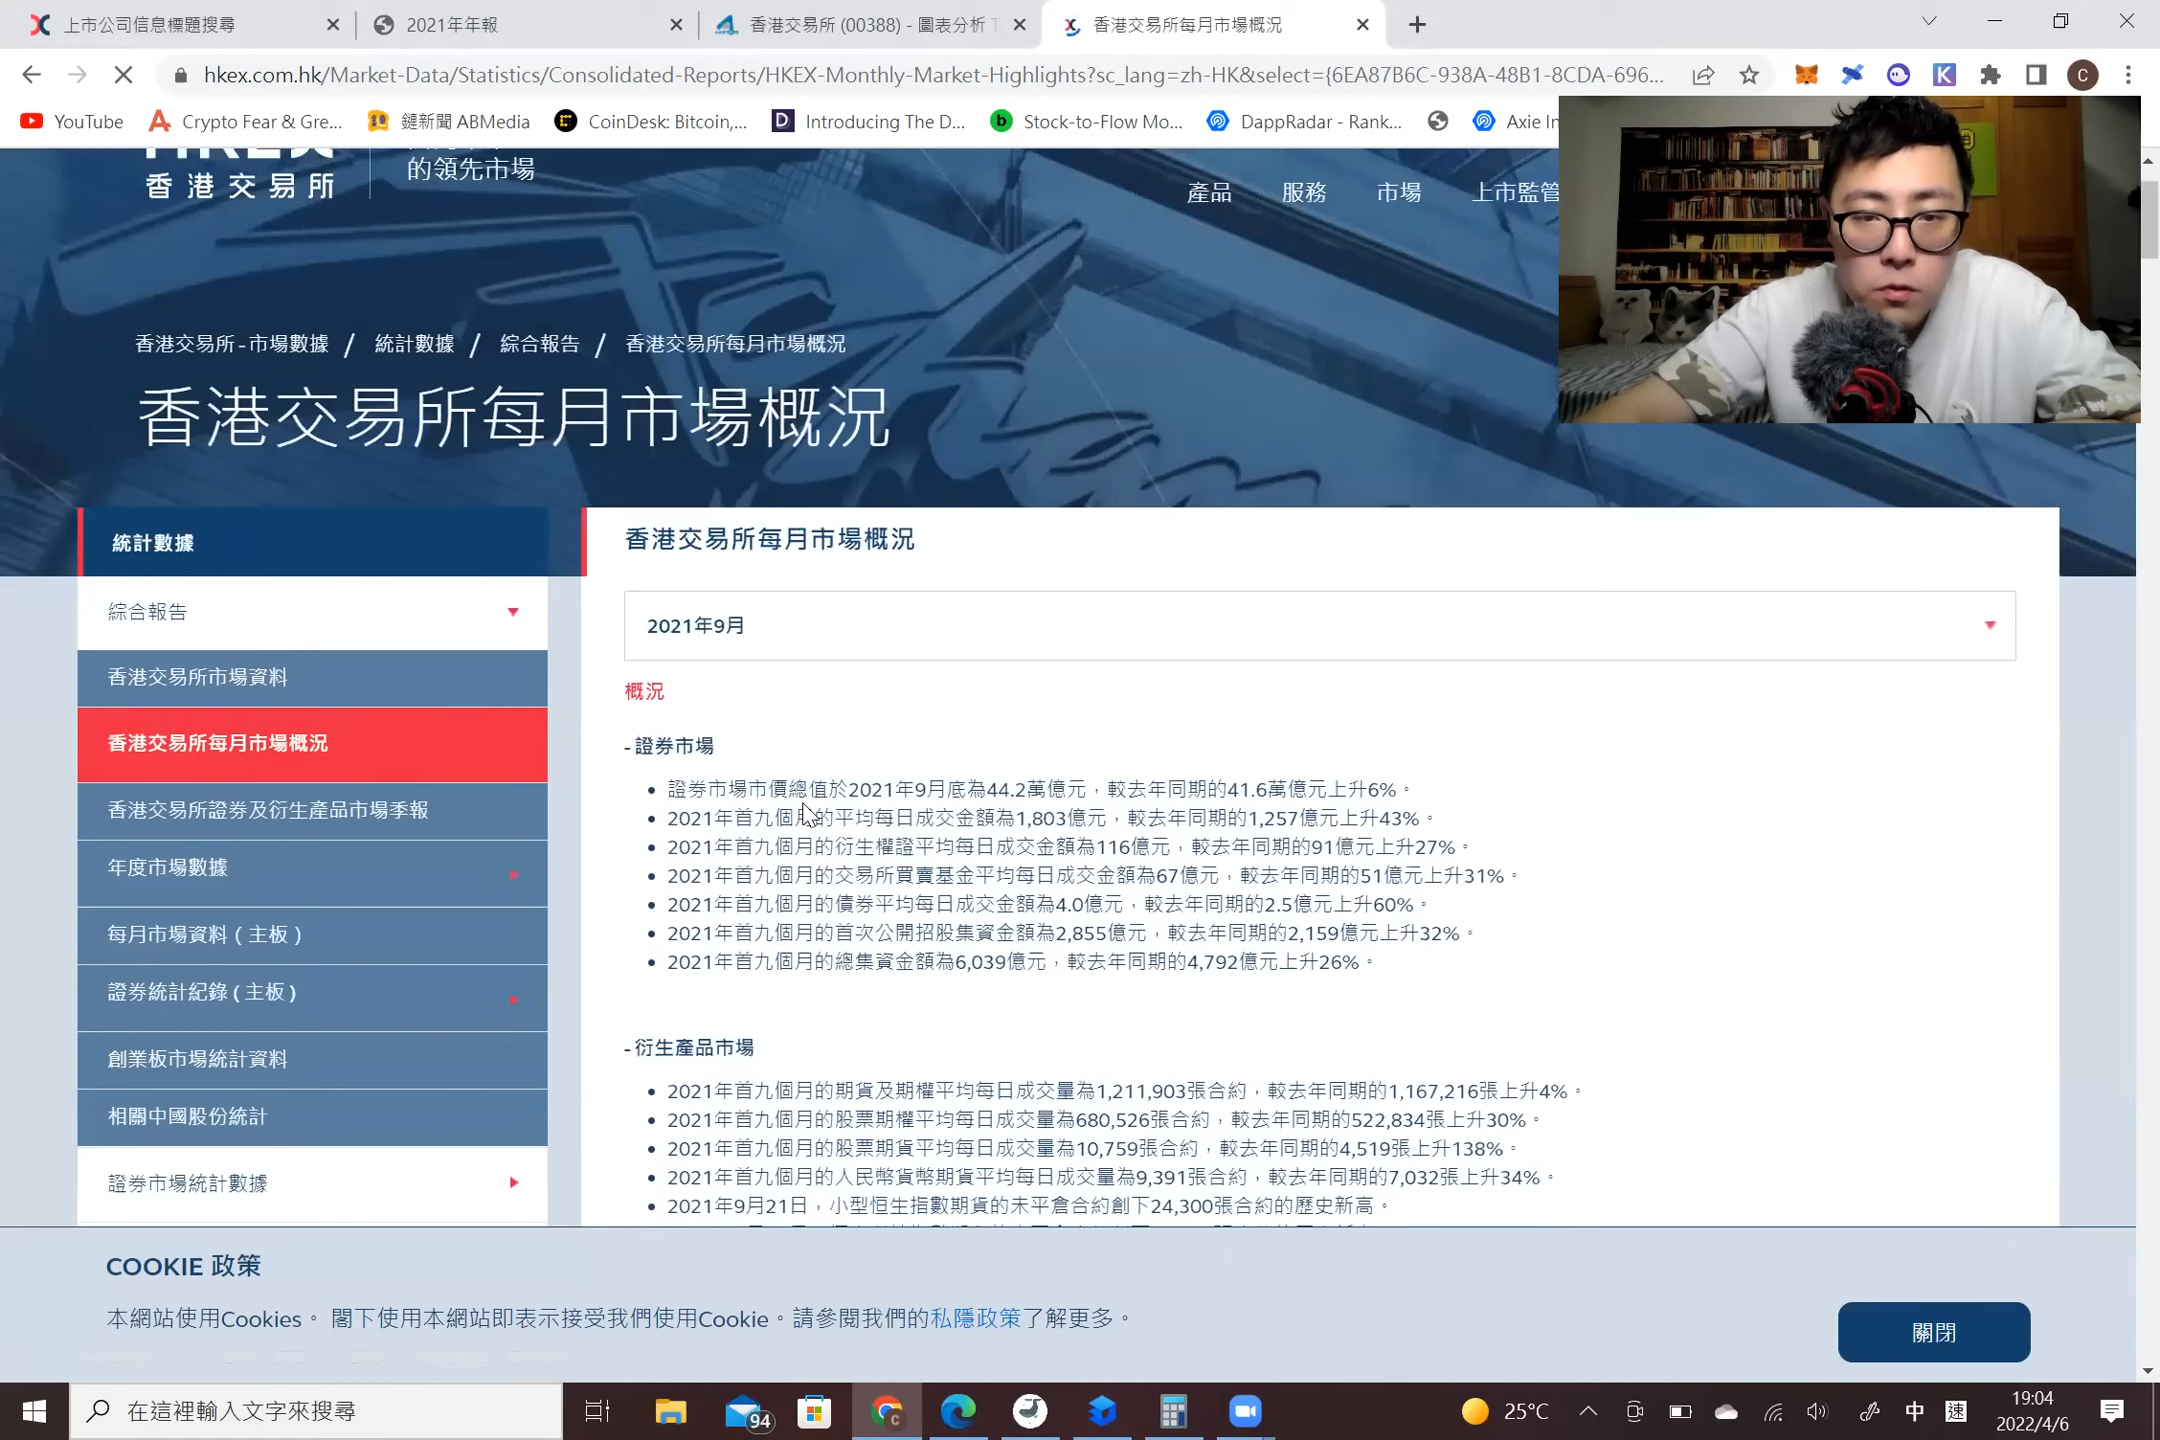 上市公司信息標題搜尋
2021年年報
香港交易所 (00388) - 圖表分析
香港交易所每月市場概況
hkex.com.hk/Market-Data/Statistics/Consolidated-Reports/HKEX-Monthly-Market-Highlights?sc_lang=zh-HK&select={6EA87B6C-938A-48B1-8CDA-696...
C
YouTube
Crypto Fear & Gre...
鏈新聞 ABMedia
CoinDesk: Bitcoin,...
Introducing The D...
Stock-to-Flow Mo...
DappRadar - Rank...
Axie In
香港交易所
的領先市場
產品
服務
市場
上市監管
香港交易所 - 市場數據 / 統計數據 / 綜合報告 / 香港交易所每月市場概況
香港交易所每月市場概況
統計數據
綜合報告
香港交易所市場資料
香港交易所每月市場概況
香港交易所證券及衍生產品市場季報
年度市場數據
每月市場資料 ( 主板 )
證券統計紀錄 ( 主板 )
創業板市場統計資料
相關中國股份統計
證券市場統計數據
香港交易所每月市場概況
2021年9月
概況
- 證券市場
• 證券市場市價總值於2021年9月底為44.2萬億元，較去年同期的41.6萬億元上升6%。
• 2021年首九個月的平均每日成交金額為1,803億元，較去年同期的1,257億元上升43%。
• 2021年首九個月的衍生權證平均每日成交金額為116億元，較去年同期的91億元上升27%。
• 2021年首九個月的交易所買賣基金平均每日成交金額為67億元，較去年同期的51億元上升31%。
• 2021年首九個月的債券平均每日成交金額為4.0億元，較去年同期的2.5億元上升60%。
• 2021年首九個月的首次公開招股集資金額為2,855億元，較去年同期的2,159億元上升32%。
• 2021年首九個月的總集資金額為6,039億元，較去年同期的4,792億元上升26%。
- 衍生產品市場
• 2021年首九個月的期貨及期權平均每日成交量為1,211,903張合約，較去年同期的1,167,216張上升4%。
• 2021年首九個月的股票期權平均每日成交量為680,526張合約，較去年同期的522,834張上升30%。
• 2021年首九個月的股票期貨平均每日成交量為10,759張合約，較去年同期的4,519張上升138%。
• 2021年首九個月的人民幣貨幣期貨平均每日成交量為9,391張合約，較去年同期的7,032張上升34%。
• 2021年9月21日，小型恒生指數期貨的未平倉合約創下24,300張合約的歷史新高。
COOKIE 政策
本網站使用Cookies。 閣下使用本網站即表示接受我們使用Cookie。請參閱我們的私隱政策了解更多。
關閉
在這裡輸入文字來搜尋
94
25°C
中
速
19:04
2022/4/6